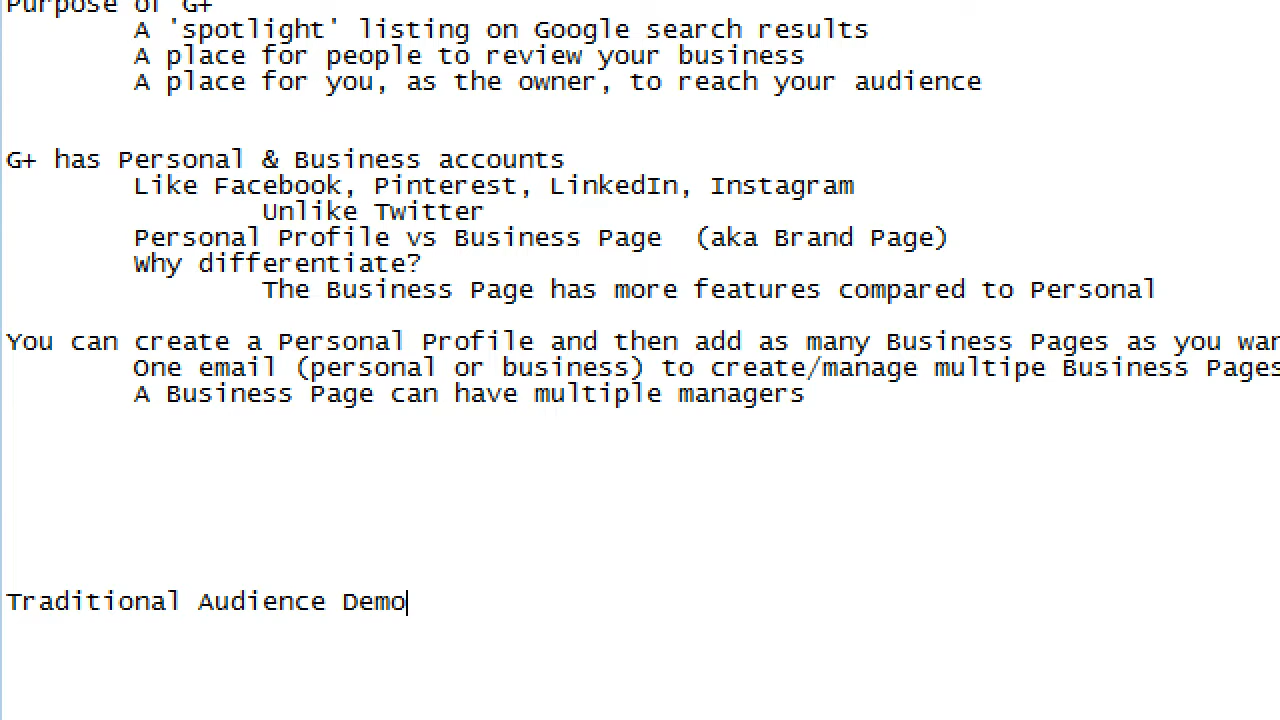 Purpose of G+
A 'spotlight' listing on Google search results
A place for people to review your business
A place for you, as the owner, to reach your audience
G+ has Personal & Business accounts
Like Facebook, Pinterest, LinkedIn, Instagram
Unlike Twitter
Personal Profile vs Business Page  (aka Brand Page)
Why differentiate?
The Business Page has more features compared to Personal
You can create a Personal Profile and then add as many Business Pages as you wan
One email (personal or business) to create/manage multipe Business Pages
A Business Page can have multiple managers
Traditional Audience Demo